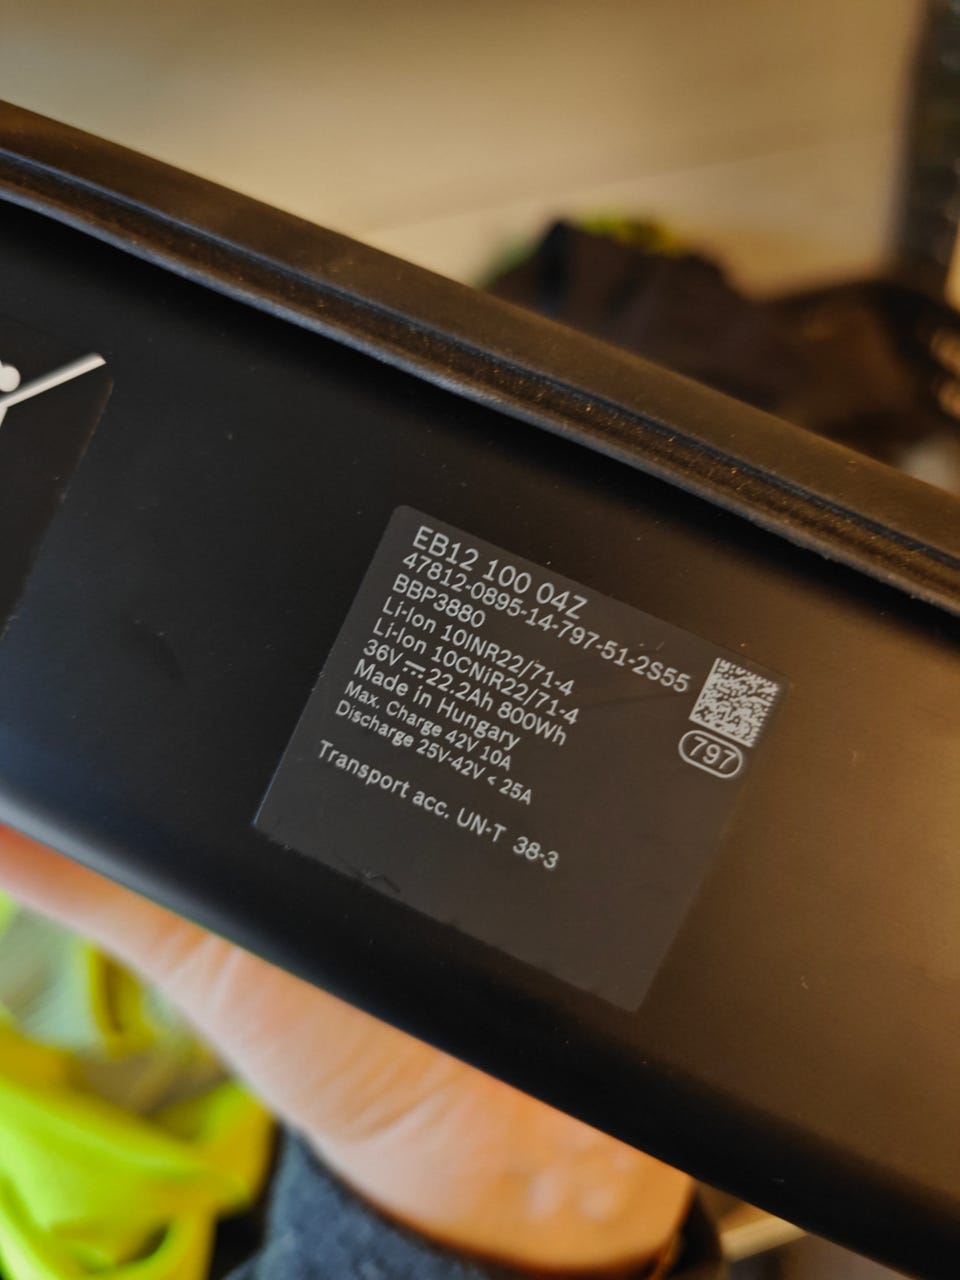 EB12 100 04Z
47812-0895-14-797-51-2S55
BBP3880
Li-Ion 10INR22/71-4
Li-Ion 10CNiR22/71-4
36V ⎓ 22.2Ah 800Wh
Made in Hungary
Max. Charge 42V 10A
Discharge 25V-42V < 25A
Transport acc. UN-T 38-3
797